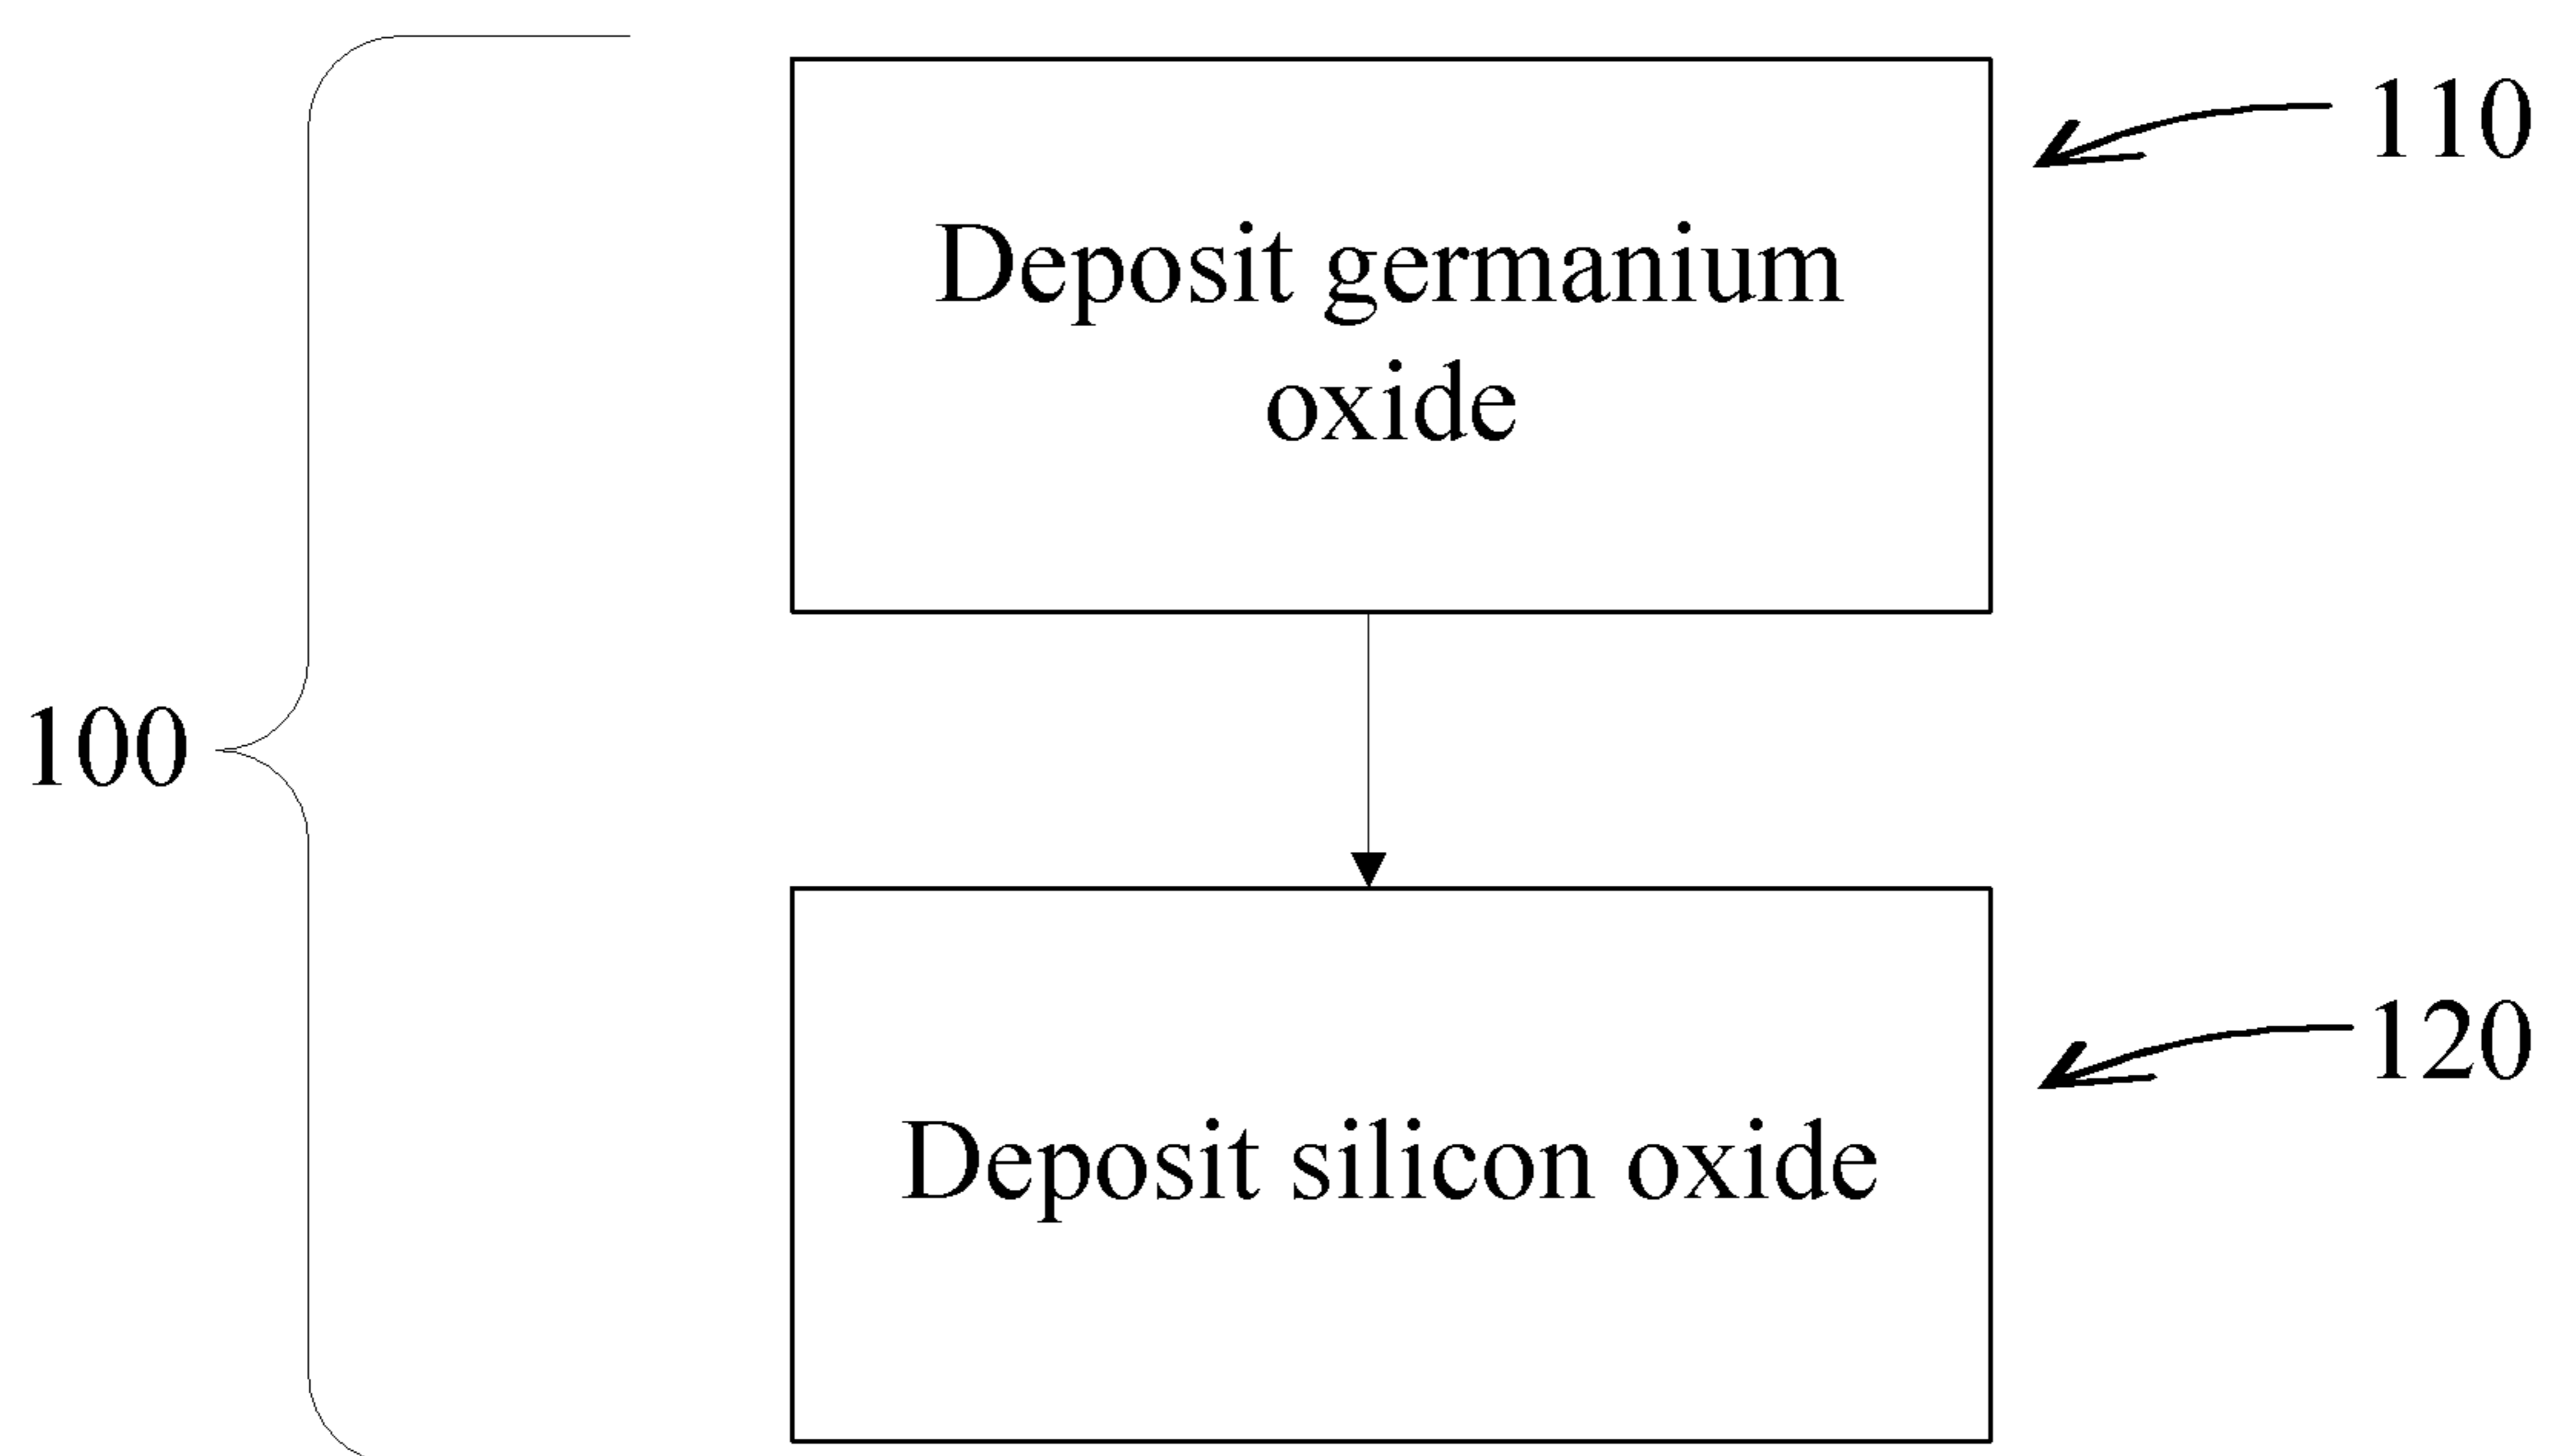 110
Deposit germanium
oxide
100
120
Deposit silicon oxide